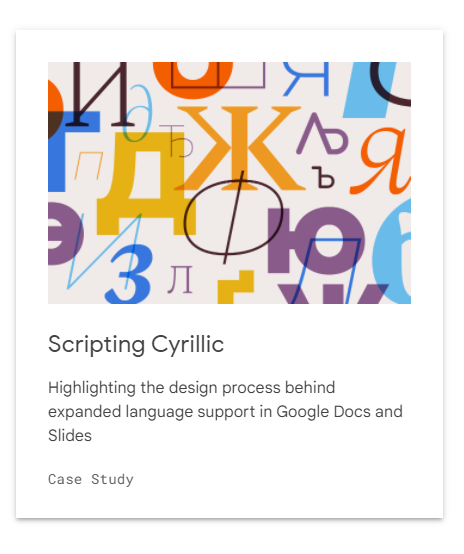 И
д
Ђ
Я
Љ
Ж
П
Д
ъ
Я
Ф
Э
И
З
Л
Ю
Ж
Scripting Cyrillic
Highlighting the design process behind
expanded language support in Google Docs and
Slides
Case Study